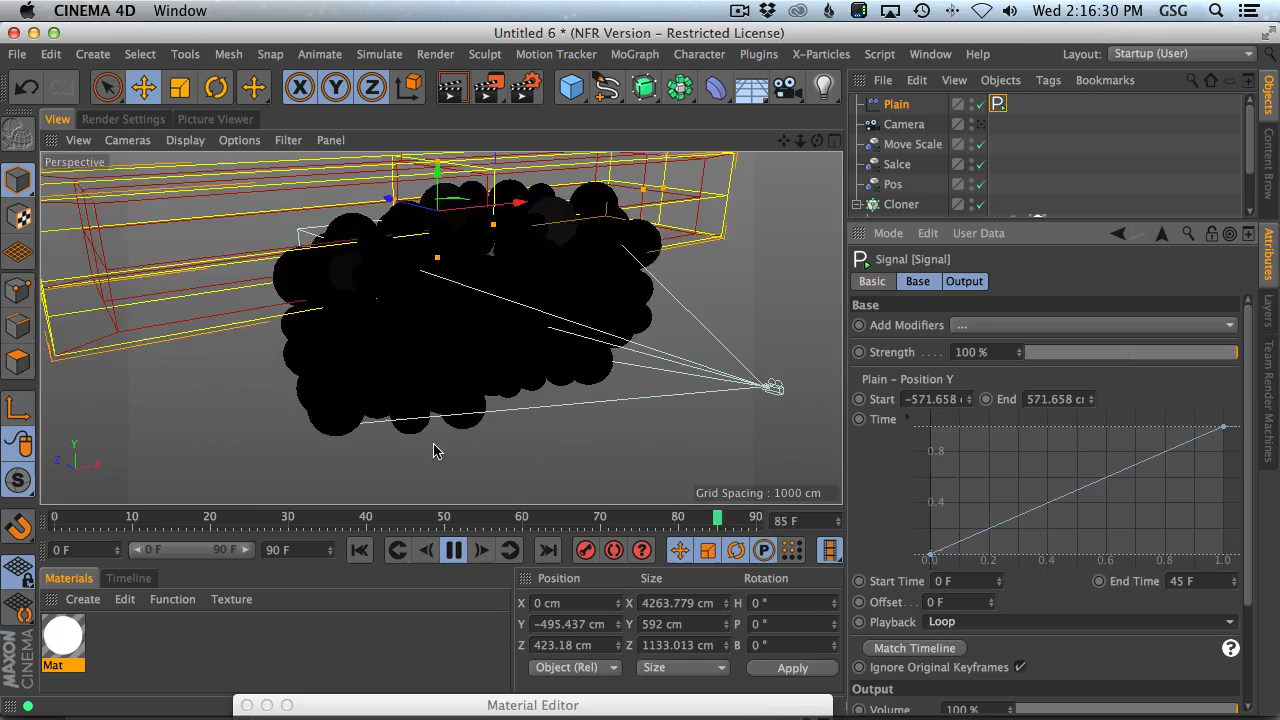 CINEMA 4D Window Wed 2:16:30 PM GSG
Untitled 6 * (NFR Version - Restricted License)
File Edit Create Select Tools Mesh Snap Animate Simulate Render Sculpt Motion Tracker MoGraph Character Plugins X-Particles Script Window Help Layout: Startup (User)
X Y Z
File Edit View Objects Tags Bookmarks
View Render Settings Picture Viewer
Plain
View Cameras Display Options Filter Panel
Camera
Perspective
Move Scale
Salce
Pos
Cloner
Objects
Content Browser
Mode Edit User Data
Signal [Signal]
Basic Base Output
Base
Add Modifiers ...
Strength .... 100 %
Plain - Position Y
Start -571.658 c End 571.658 cr
Time
0.8
0.4
0.0 0.2 0.4 0.6 0.8 1.0
Start Time 0 F End Time 45 F
Offset... 0 F
Playback Loop
Match Timeline
Ignore Original Keyframes
Output
Volume 100 %
Attributes
Layers
Team Render Machines
Y
Z X
Grid Spacing : 1000 cm
0 10 20 30 40 50 60 70 80 90 85 F
0 F 0 F 90 F 90 F
Materials Timeline
Create Edit Function Texture
Mat
Position Size Rotation
X 0 cm X 4263.779 cm H 0 °
Y -495.437 cm Y 592 cm P 0 °
Z 423.18 cm Z 1133.013 cm B 0 °
Object (Rel) Size Apply
MAXON
CINEMA 4D
Material Editor